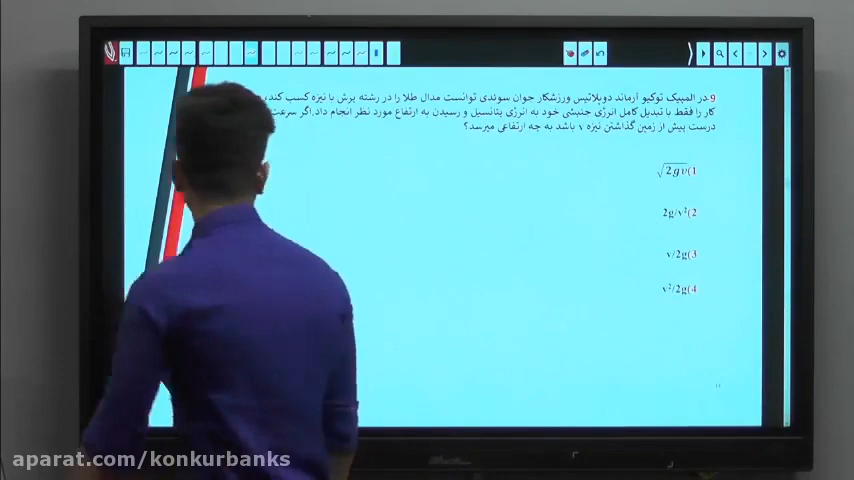 9-در المپیک توکیو آرماند دوپلانتیس ورزشکار جوان سوئدی توانست مدال طلا را در رشته پرش با نیزه کسب کند،
کار را فقط با تبدیل کامل انرژی جنبشی خود به انرژی پتانسیل و رسیدن به ارتفاع مورد نظر انجام داد.اگر سرعت
درست پیش از زمین گذاشتن نیزه v باشد به چه ارتفاعی میرسد؟
√2gv(1
2g/v²(2
v/2g(3
v²/2g(4
aparat.com/konkurbanks